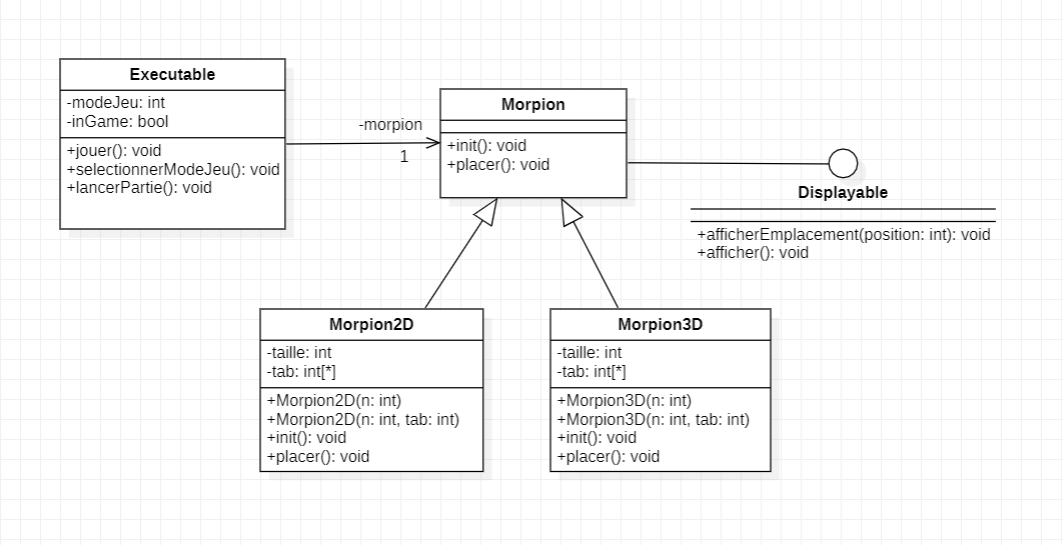 Executable
-modeJeu: int
-inGame: bool
+jouer(): void
+selectionnerModeJeu(): void
+lancerPartie(): void
-morpion
1
Morpion
+init(): void
+placer(): void
Displayable
+afficherEmplacement(position: int): void
+afficher(): void
Morpion2D
-taille: int
-tab: int[*]
+Morpion2D(n: int)
+Morpion2D(n: int, tab: int)
+init(): void
+placer(): void
Morpion3D
-taille: int
-tab: int[*]
+Morpion3D(n: int)
+Morpion3D(n: int, tab: int)
+init(): void
+placer(): void